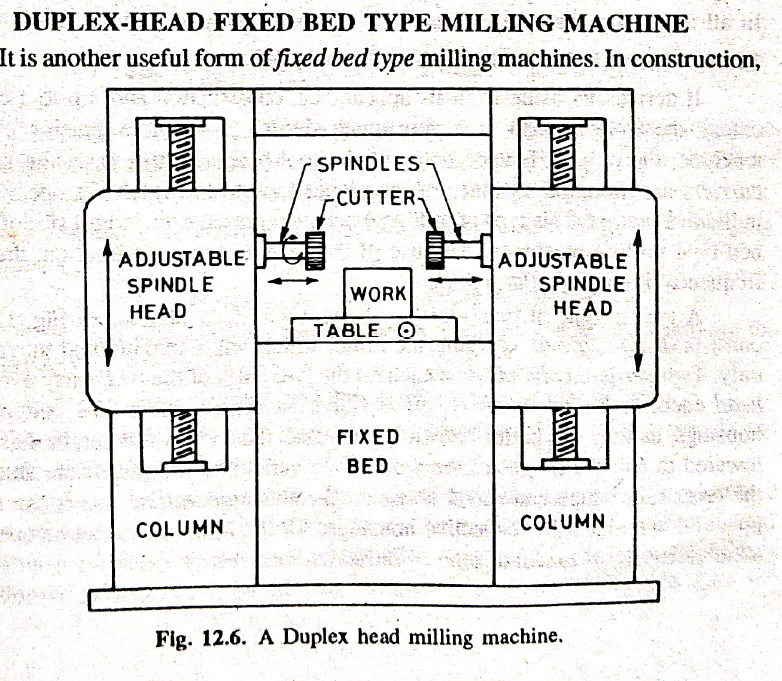 DUPLEX-HEAD FIXED BED TYPE MILLING MACHINE
It is another useful form of fixed bed type milling machines. In construction,
SPINDLES
CUTTER
ADJUSTABLE
SPINDLE
HEAD
ADJUSTABLE
SPINDLE
HEAD
WORK
TABLE
FIXED
BED
COLUMN
COLUMN
Fig. 12.6. A Duplex head milling machine.